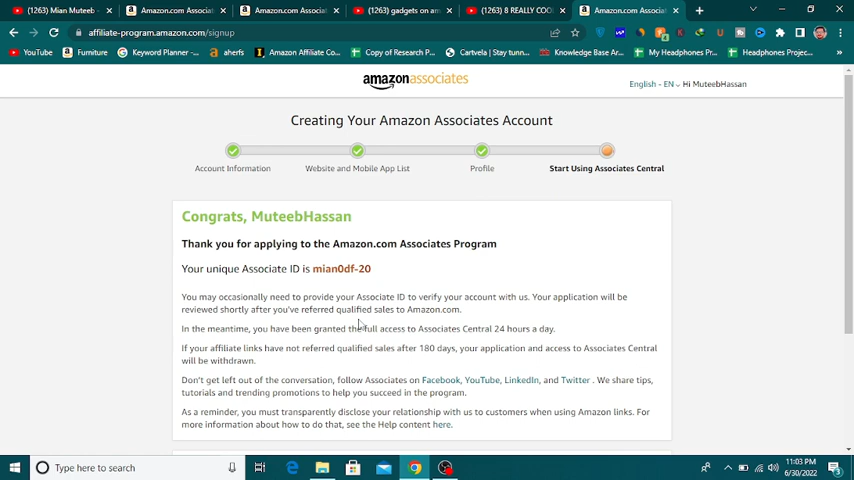 (1263) Mian Muteeb
Amazon.com Associat
Amazon.com Associat
(1263) gadgets on am
(1263) 8 REALLY COOL
Amazon.com Associat
affiliate-program.amazon.com/signup
YouTube
Furniture
Keyword Planner -
aherfs
Amazon Affiliate Co...
Copy of Research P...
Cartvela | Stay tunn...
Knowledge Base Ar...
My Headphones Pr...
Headphones Projec...
amazonassociates
English - EN
Hi MuteebHassan
Creating Your Amazon Associates Account
Account Information
Website and Mobile App List
Profile
Start Using Associates Central
Congrats, MuteebHassan
Thank you for applying to the Amazon.com Associates Program
Your unique Associate ID is mian0df-20
You may occasionally need to provide your Associate ID to verify your account with us. Your application will be
reviewed shortly after you've referred qualified sales to Amazon.com.
In the meantime, you have been granted the full access to Associates Central 24 hours a day.
If your affiliate links have not referred qualified sales after 180 days, your application and access to Associates Central
will be withdrawn.
Don't get left out of the conversation, follow Associates on Facebook, YouTube, LinkedIn, and Twitter . We share tips,
tutorials and trending promotions to help you succeed in the program.
As a reminder, you must transparently disclose your relationship with us to customers when using Amazon links. For
more information about how to do that, see the Help content here.
Type here to search
11:03 PM
6/30/2022